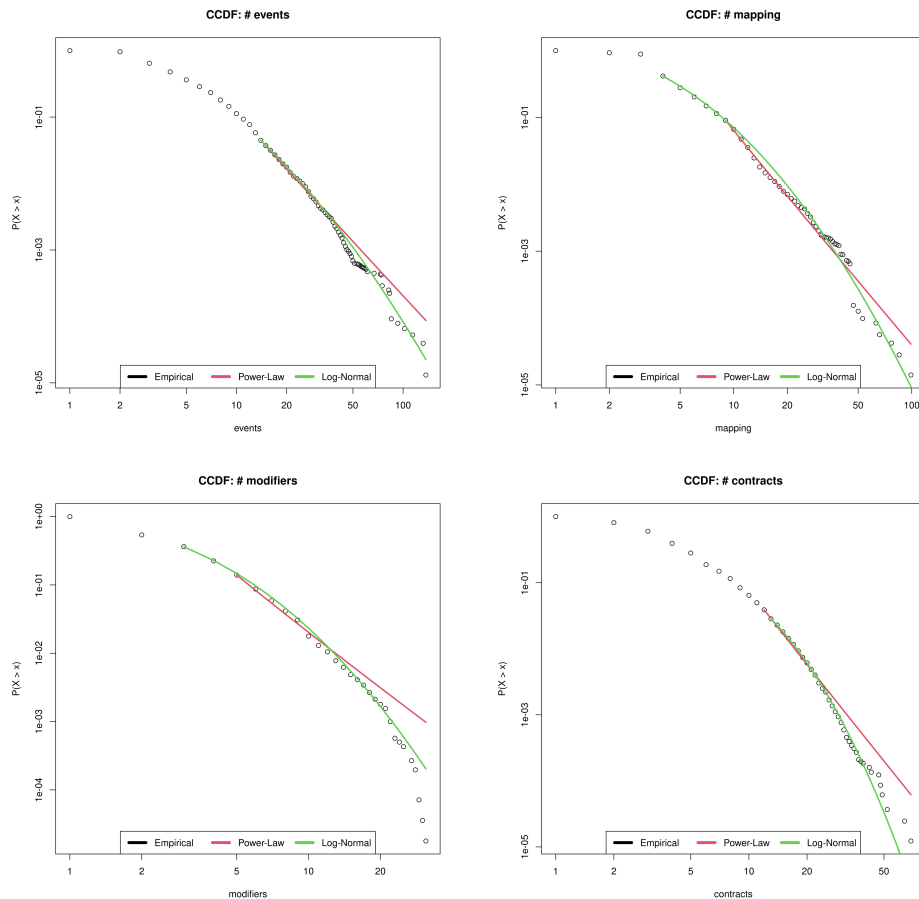 CCDF: # events
P(X > x)
1e-01
1e-03
1e-05
Empirical Power-Law Log-Normal
1 2 5 10 20 50 100
events
CCDF: # mapping
P(X > x)
1e-01
1e-03
1e-05
Empirical Power-Law Log-Normal
1 2 5 10 20 50 100
mapping
CCDF: # modifiers
P(X > x)
1e+00
1e-01
1e-02
1e-03
1e-04
Empirical Power-Law Log-Normal
1 2 5 10 20
modifiers
CCDF: # contracts
P(X > x)
1e-01
1e-03
1e-05
Empirical Power-Law Log-Normal
1 2 5 10 20 50
contracts